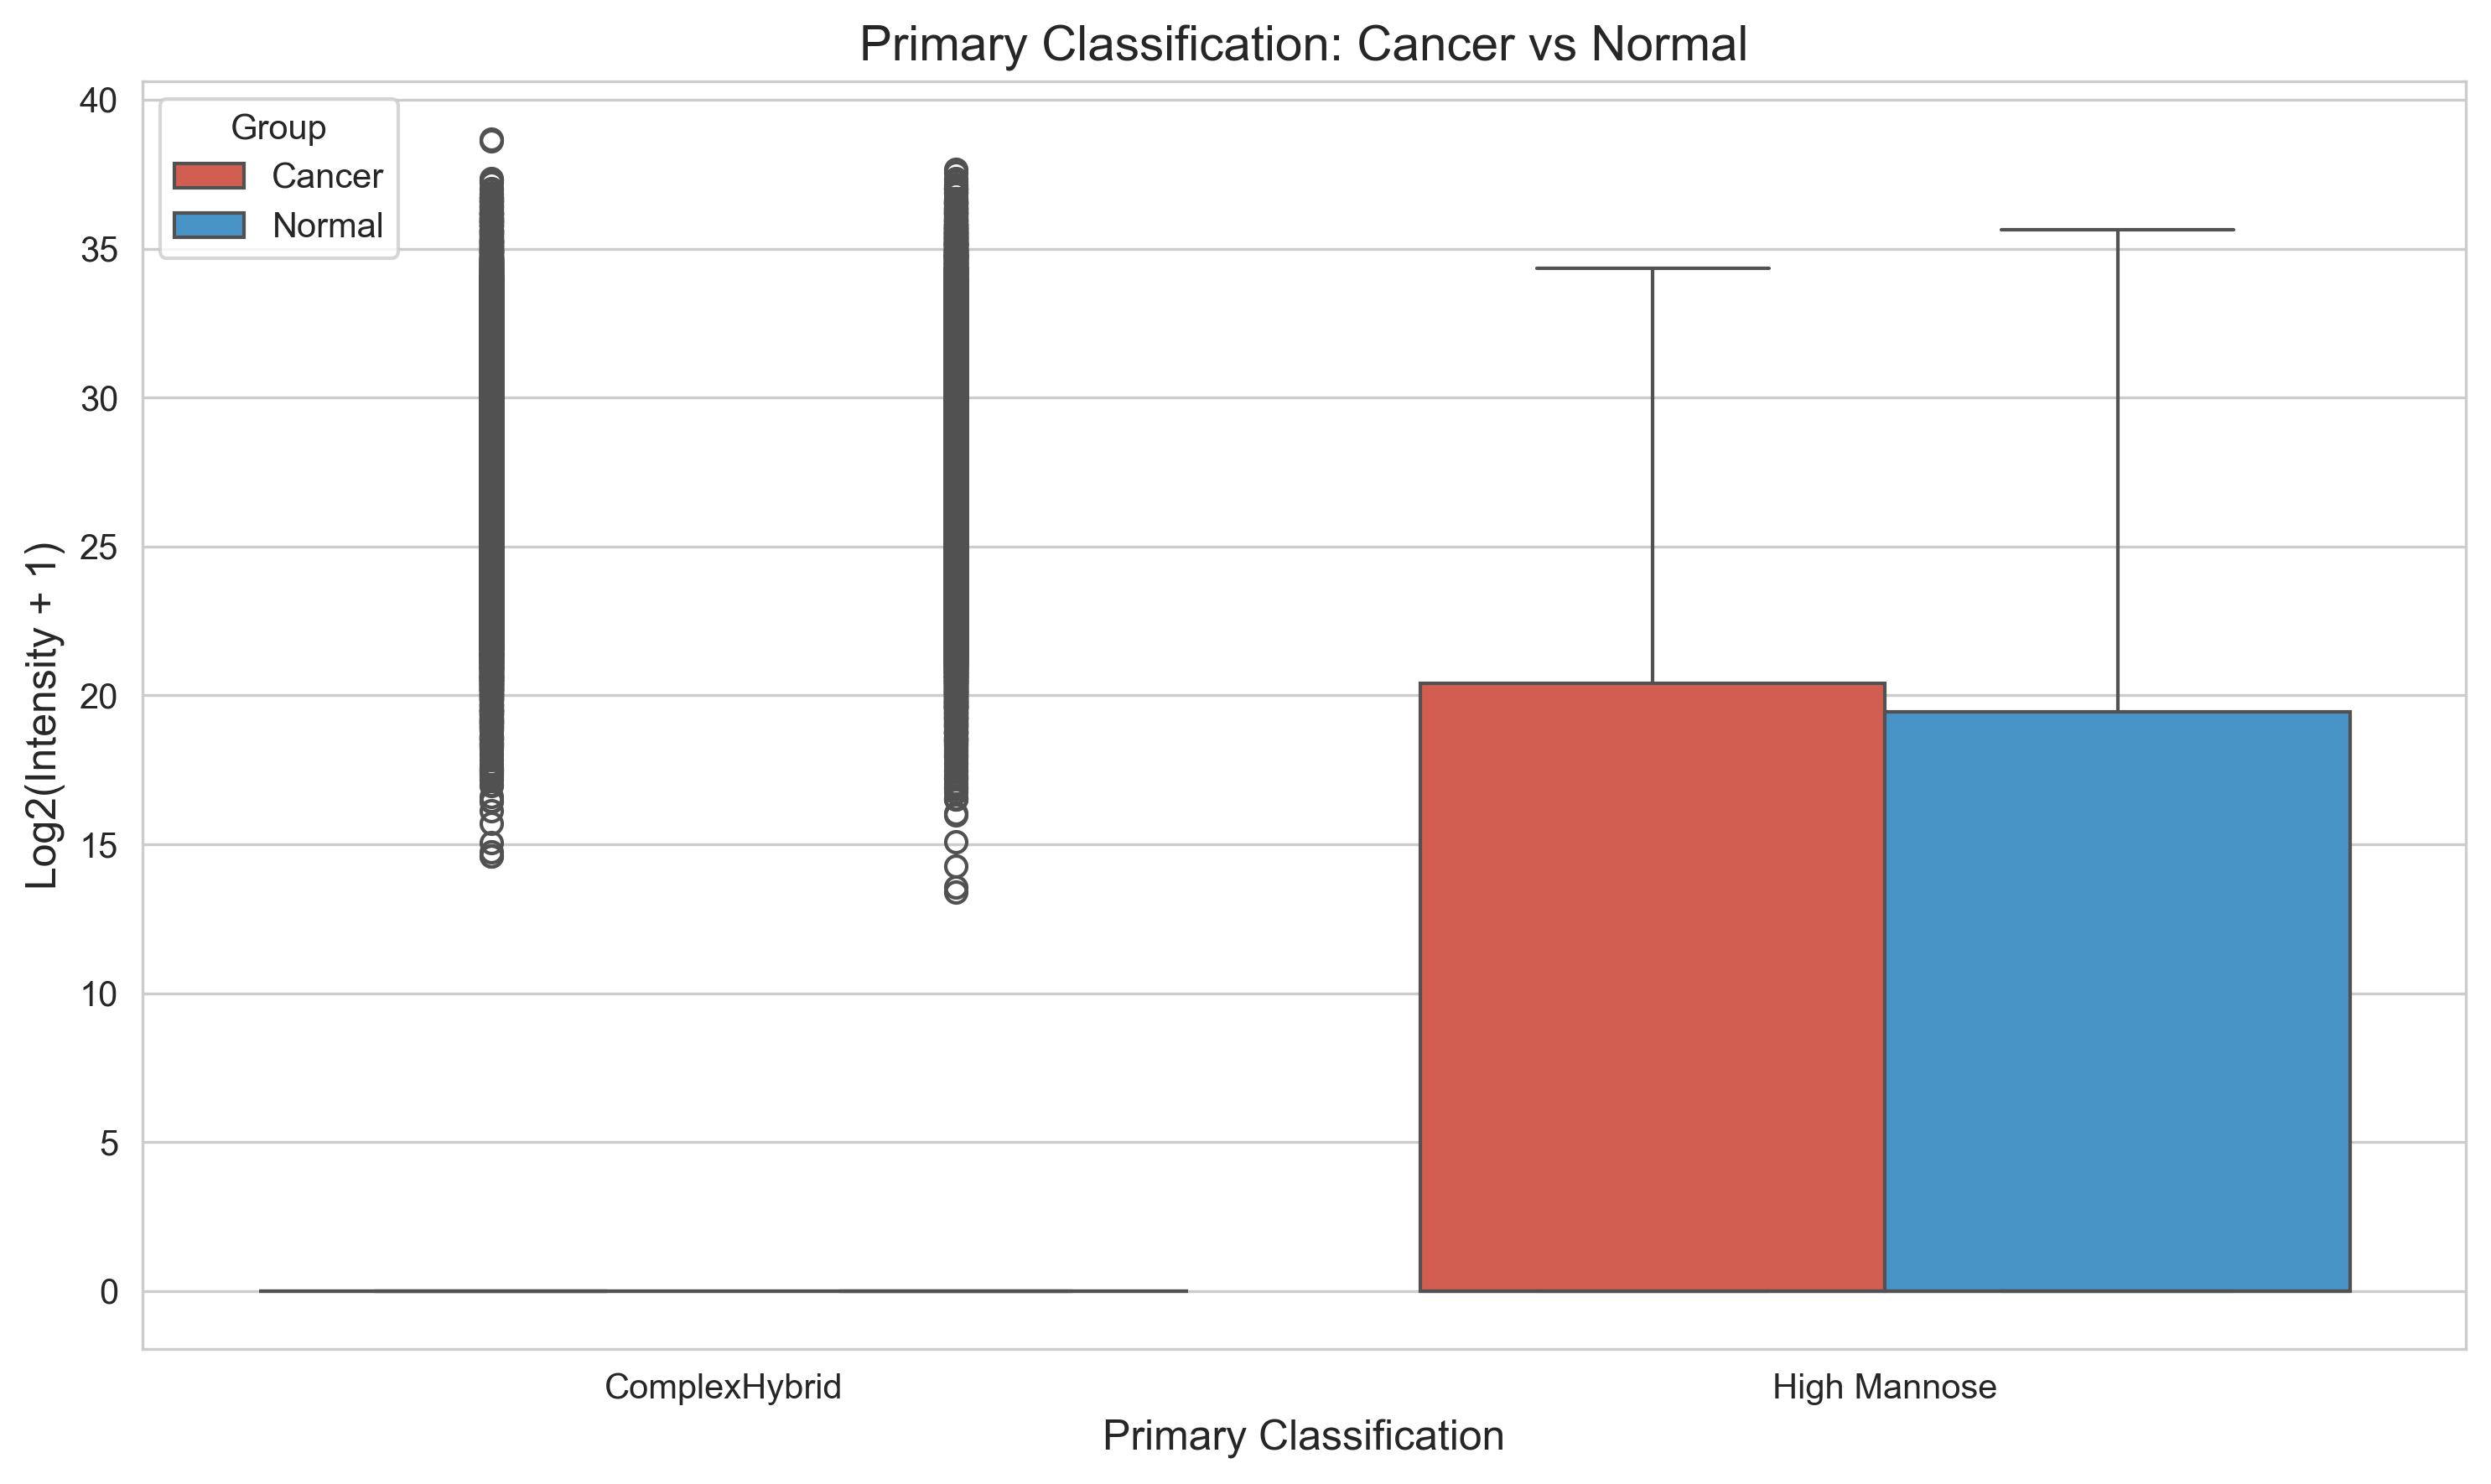 Primary Classification: Cancer vs Normal
Group
Cancer
Normal
Log2(Intensity + 1)
40
35
30
25
20
15
10
5
0
ComplexHybrid
High Mannose
Primary Classification